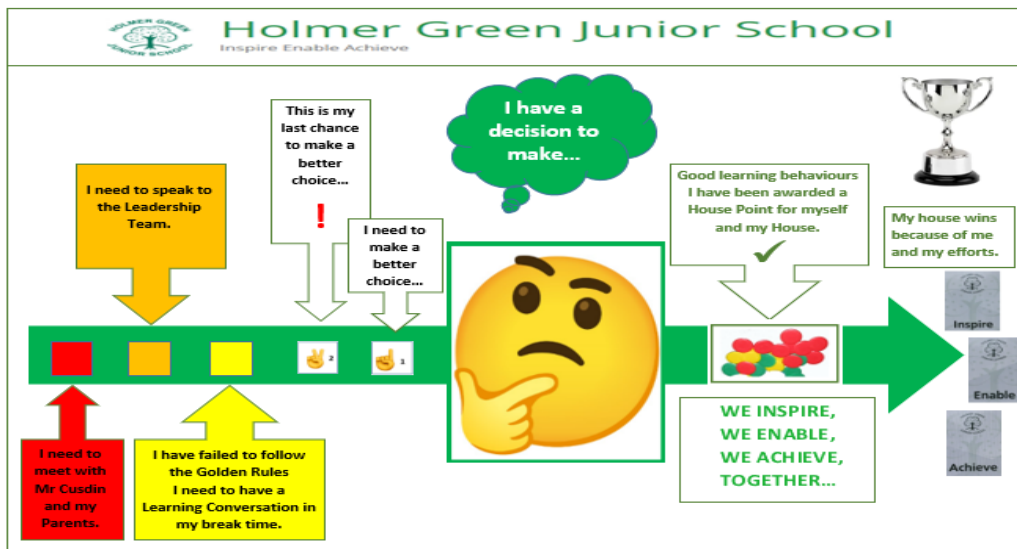 HOLMER GREEN
JUNIOR SCHOOL
Holmer Green Junior School
Inspire Enable Achieve
This is my
last chance
to make a
better
choice…
!
I have a
decision to
make…
I need to speak to
the Leadership
Team.
I need to
make a
better
choice…
Good learning behaviours
I have been awarded a
House Point for myself
and my House.
✓
My house wins
because of me
and my efforts.
2
1
Inspire
Enable
Achieve
I need to
meet with
Mr Cusdin
and my
Parents.
I have failed to follow
the Golden Rules
I need to have a
Learning Conversation in
my break time.
WE INSPIRE,
WE ENABLE,
WE ACHIEVE,
TOGETHER…